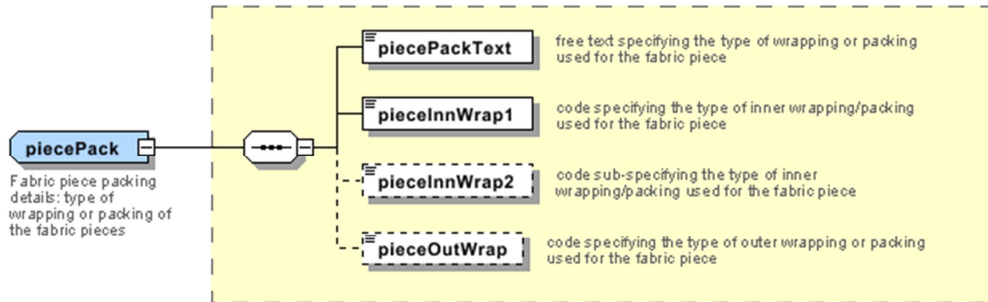 piecePack
Fabric piece packing
details: type of
wrapping or packing of
the fabric pieces
piecePackText
free text specifying the type of wrapping or packing
used for the fabric piece
pieceInnWrap1
code specifying the type of inner wrapping/packing
used for the fabric piece
pieceInnWrap2
code sub-specifying the type of inner
wrapping/packing used for the fabric piece
pieceOutWrap
code specifying the type of outer wrapping or packing
used for the fabric piece